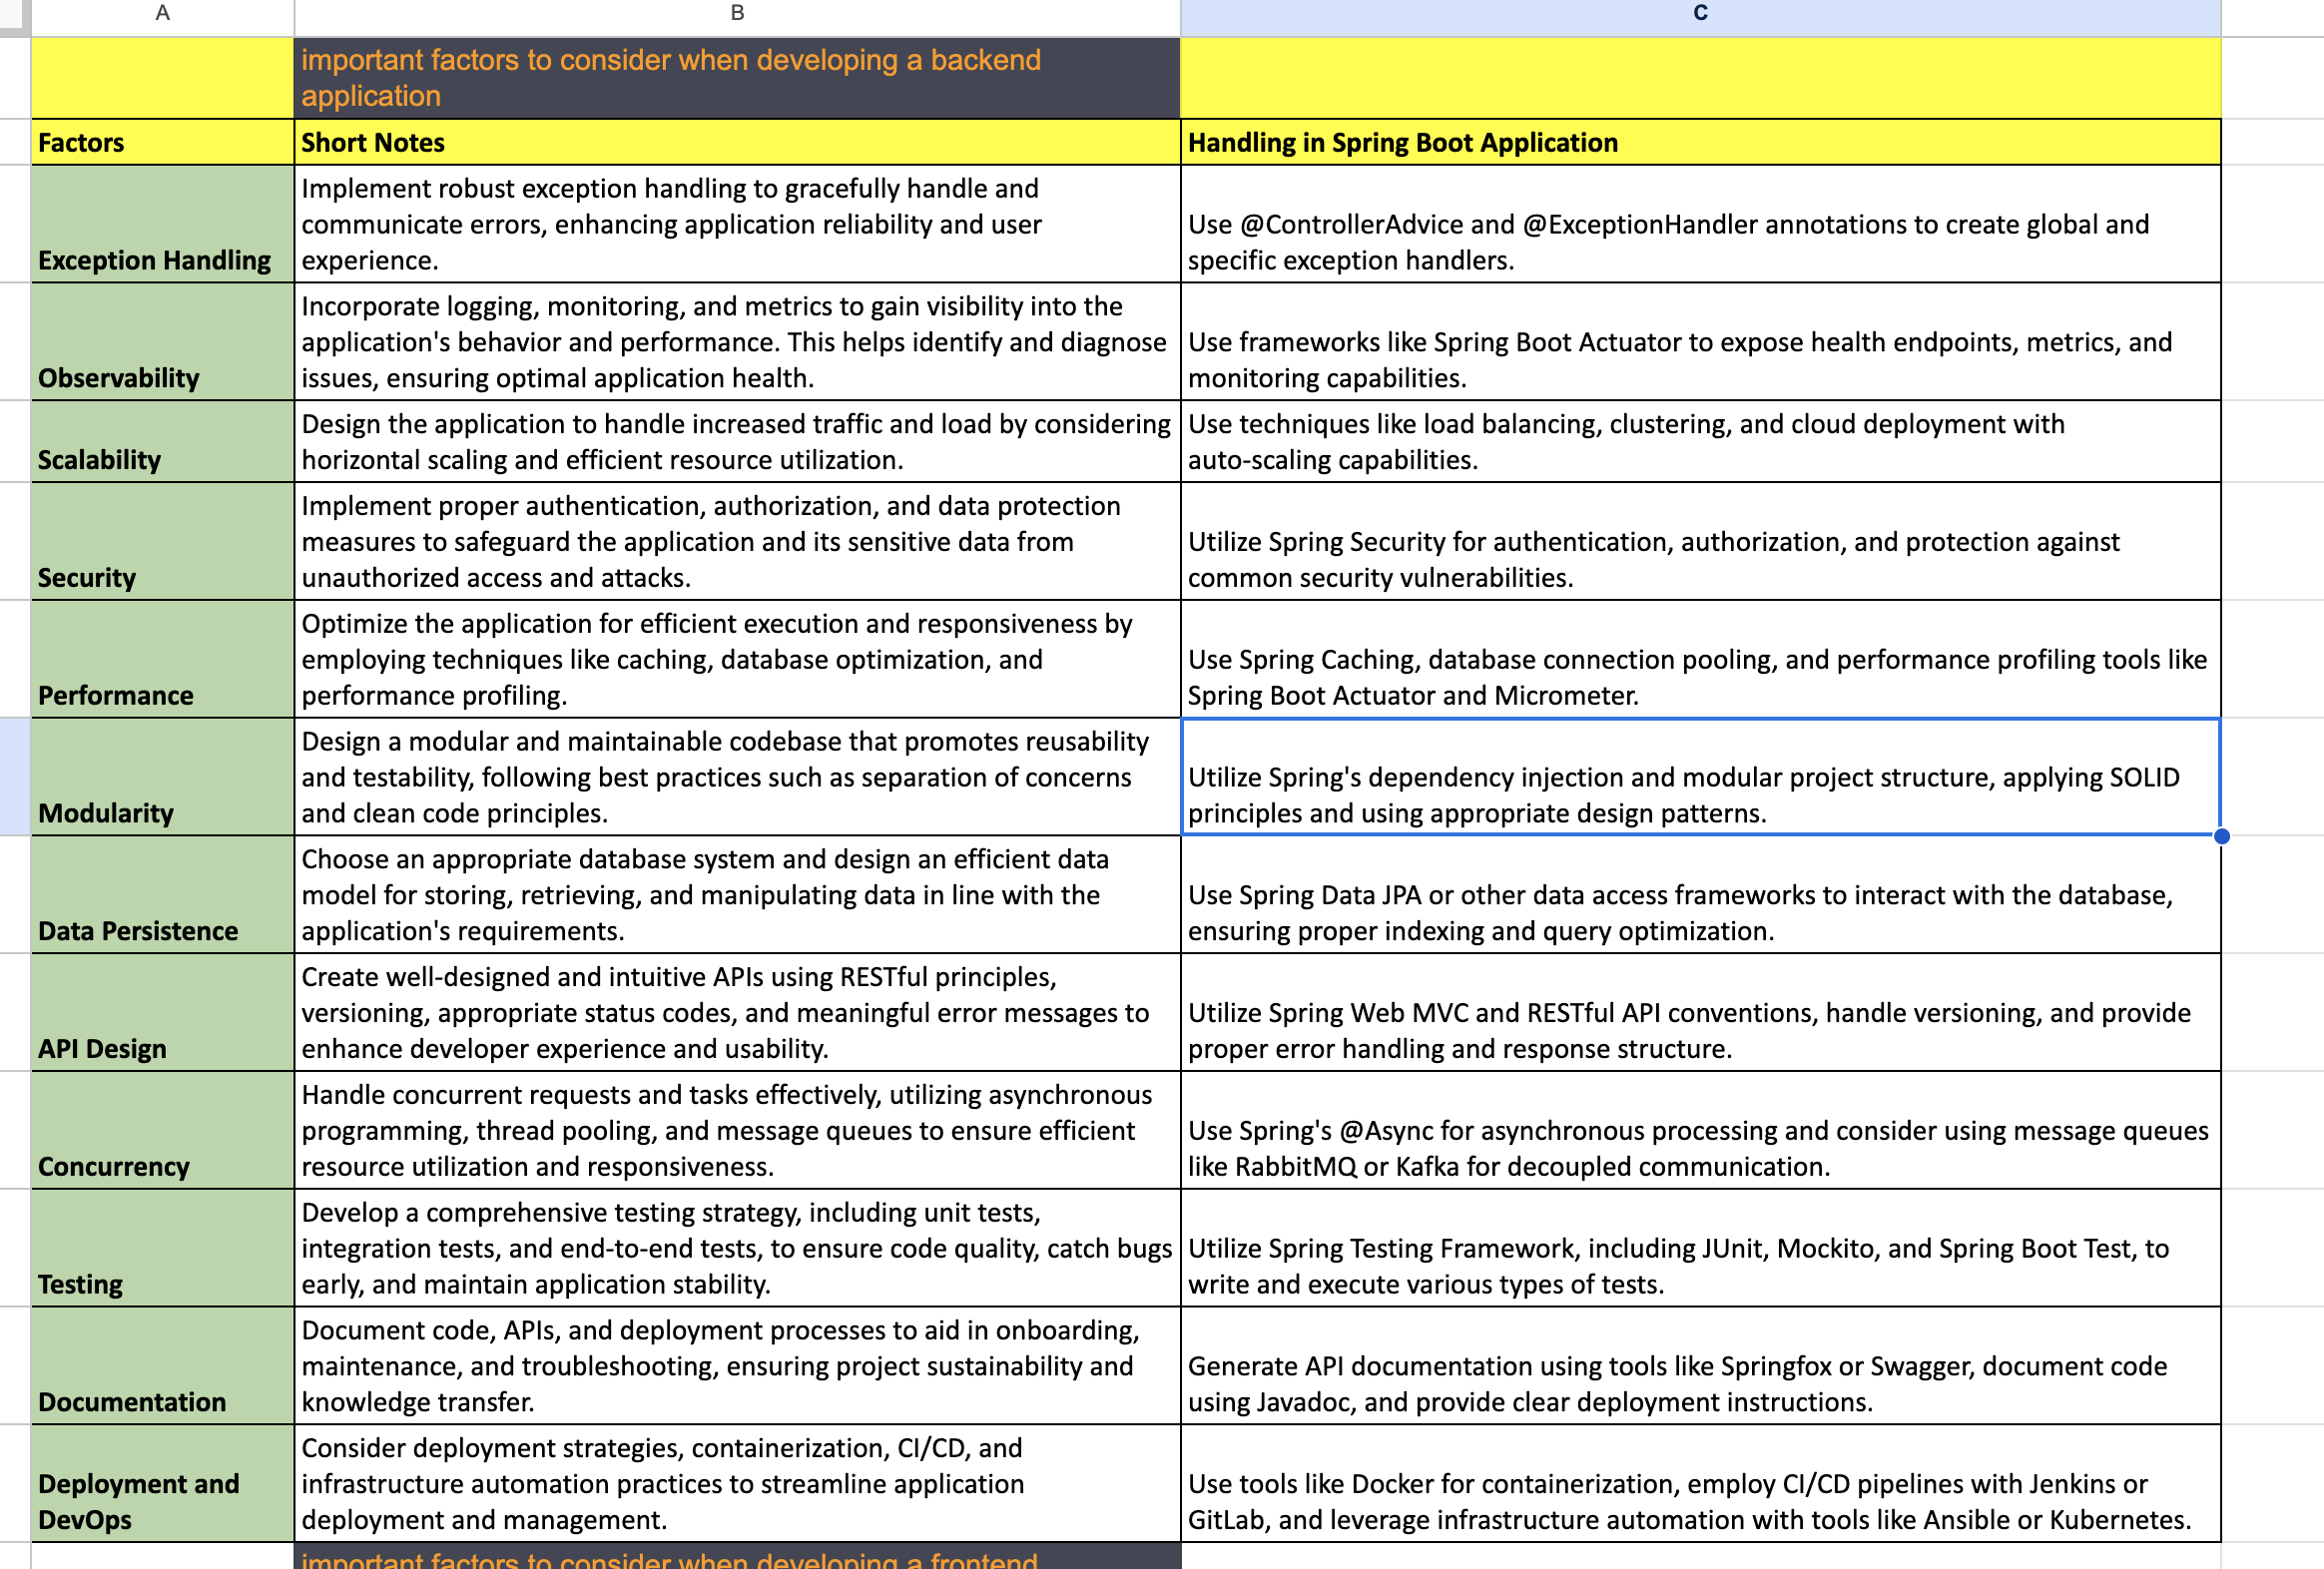 A
B
C
important factors to consider when developing a backend
application
Factors
Short Notes
Handling in Spring Boot Application
Exception Handling
Implement robust exception handling to gracefully handle and
communicate errors, enhancing application reliability and user
experience.
Use @ControllerAdvice and @ExceptionHandler annotations to create global and
specific exception handlers.
Observability
Incorporate logging, monitoring, and metrics to gain visibility into the
application's behavior and performance. This helps identify and diagnose
issues, ensuring optimal application health.
Use frameworks like Spring Boot Actuator to expose health endpoints, metrics, and
monitoring capabilities.
Scalability
Design the application to handle increased traffic and load by considering
horizontal scaling and efficient resource utilization.
Use techniques like load balancing, clustering, and cloud deployment with
auto-scaling capabilities.
Security
Implement proper authentication, authorization, and data protection
measures to safeguard the application and its sensitive data from
unauthorized access and attacks.
Utilize Spring Security for authentication, authorization, and protection against
common security vulnerabilities.
Performance
Optimize the application for efficient execution and responsiveness by
employing techniques like caching, database optimization, and
performance profiling.
Use Spring Caching, database connection pooling, and performance profiling tools like
Spring Boot Actuator and Micrometer.
Modularity
Design a modular and maintainable codebase that promotes reusability
and testability, following best practices such as separation of concerns
and clean code principles.
Utilize Spring's dependency injection and modular project structure, applying SOLID
principles and using appropriate design patterns.
Data Persistence
Choose an appropriate database system and design an efficient data
model for storing, retrieving, and manipulating data in line with the
application's requirements.
Use Spring Data JPA or other data access frameworks to interact with the database,
ensuring proper indexing and query optimization.
API Design
Create well-designed and intuitive APIs using RESTful principles,
versioning, appropriate status codes, and meaningful error messages to
enhance developer experience and usability.
Utilize Spring Web MVC and RESTful API conventions, handle versioning, and provide
proper error handling and response structure.
Concurrency
Handle concurrent requests and tasks effectively, utilizing asynchronous
programming, thread pooling, and message queues to ensure efficient
resource utilization and responsiveness.
Use Spring's @Async for asynchronous processing and consider using message queues
like RabbitMQ or Kafka for decoupled communication.
Testing
Develop a comprehensive testing strategy, including unit tests,
integration tests, and end-to-end tests, to ensure code quality, catch bugs
early, and maintain application stability.
Utilize Spring Testing Framework, including JUnit, Mockito, and Spring Boot Test, to
write and execute various types of tests.
Documentation
Document code, APIs, and deployment processes to aid in onboarding,
maintenance, and troubleshooting, ensuring project sustainability and
knowledge transfer.
Generate API documentation using tools like Springfox or Swagger, document code
using Javadoc, and provide clear deployment instructions.
Deployment and
DevOps
Consider deployment strategies, containerization, CI/CD, and
infrastructure automation practices to streamline application
deployment and management.
Use tools like Docker for containerization, employ CI/CD pipelines with Jenkins or
GitLab, and leverage infrastructure automation with tools like Ansible or Kubernetes.
important factors to consider when developing a frontend